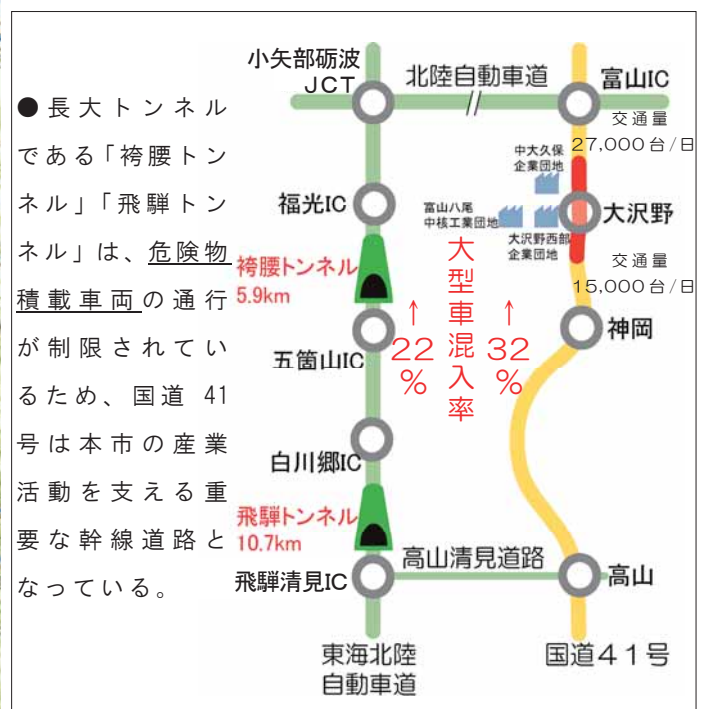 ●長大トンネル
である「袴腰トン
ネル」「飛騨トン
ネル」は、危険物
積載車両の通行
が制限されてい
るため、国道 41
号は本市の産業
活動を支える重
要な幹線道路と
なっている。
小矢部砺波
JCT
北陸自動車道
富山IC
交通量
27,000台/日
中大久保
企業団地
福光IC
富山八尾
中核工業団地
大沢野
大沢野西部
企業団地
袴腰トンネル
5.9km
大型車混入率
↑
22
%
↑
32
%
交通量
15,000台/日
五箇山IC
神岡
白川郷IC
飛騨トンネル
10.7km
飛騨清見IC
高山清見道路
高山
東海北陸
自動車道
国道41号